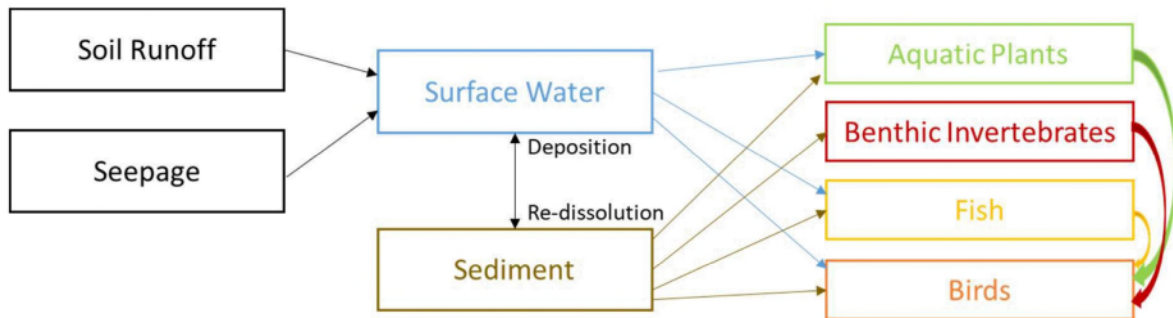 Soil Runoff
Seepage
Surface Water
Deposition
Re-dissolution
Sediment
Aquatic Plants
Benthic Invertebrates
Fish
Birds